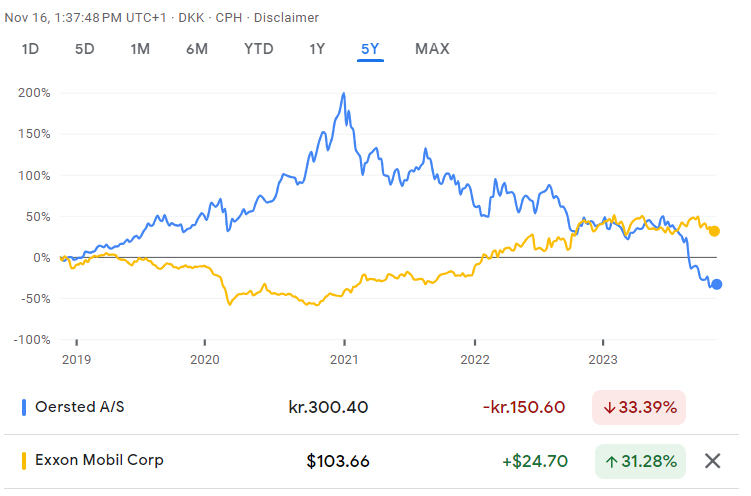 Nov 16, 1:37:48 PM UTC+1 · DKK · CPH · Disclaimer
1D 5D 1M 6M YTD 1Y 5Y MAX
200%
150%
100%
50%
0%
-50%
-100%
2019 2020 2021 2022 2023
Oersted A/S kr.300.40 -kr.150.60 ↓33.39%
Exxon Mobil Corp $103.66 +$24.70 ↑31.28%